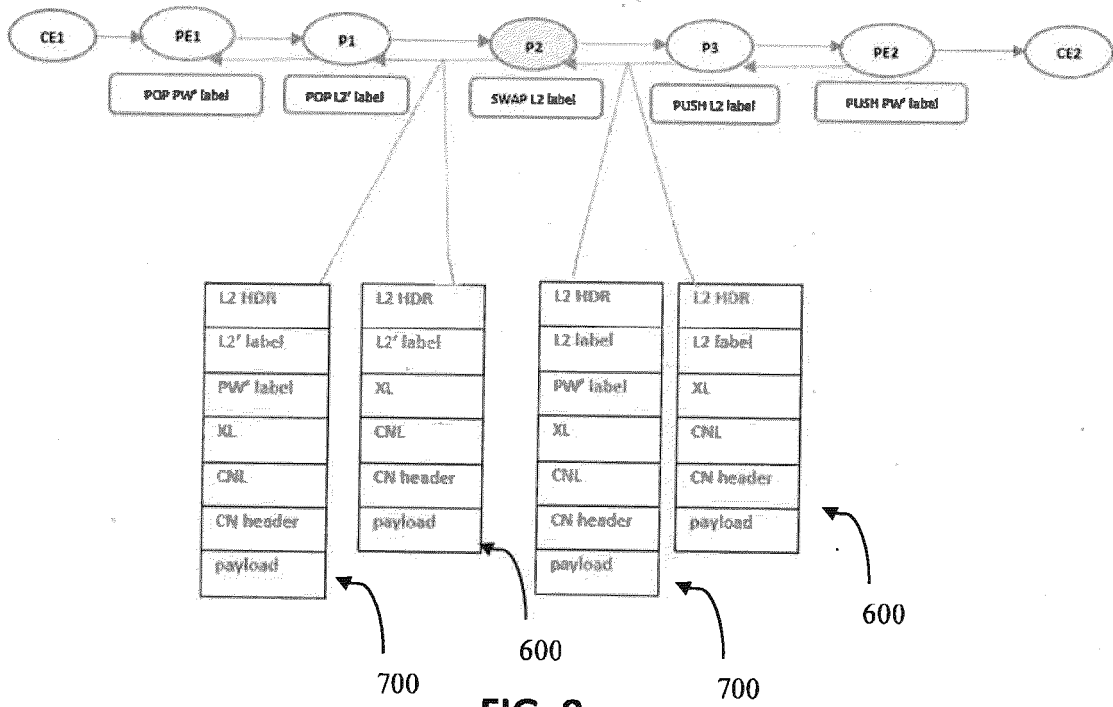 CE1
PE1
P1
P2
P3
PE2
CE2
POP PW' label
POP L2' label
SWAP L2 label
PUSH L2 label
PUSH PW' label
L2 HDR
L2' label
PW' label
XL
CNL
CN header
payload
L2 HDR
L2' label
XL
CNL
CN header
payload
L2 HDR
L2 label
PW' label
XL
CNL
CN header
payload
L2 HDR
L2 label
XL
CNL
CN header
payload
700
600
700
600